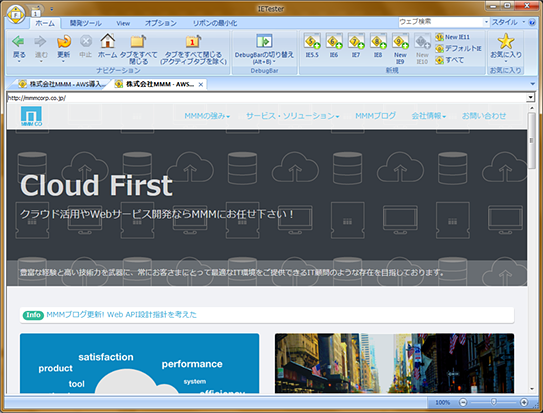 IETester
ホーム 開発ツール View オプション リボンの最小化
ウェブ検索
スタイル
戻る 進む 更新 中止 ホーム タブをすべて閉じる タブをすべて閉じる(アクティブタブを除く)
ナビゲーション
DebugBarの切り替え(Alt+B)
DebugBar
IE5.5 IE6 IE7 IE8 IE9 New IE10
New IE11
デフォルトIE
すべて
新規
お気に入り
お気に入り
株式会社MMM - AWS導入... 株式会社MMM - AWS...
http://mmmcorp.co.jp/
MMM CO
MMMの強み サービス・ソリューション MMMブログ 会社情報 お問い合わせ
Cloud First
クラウド活用やWebサービス開発ならMMMにお任せ下さい！
豊富な経験と高い技術力を武器に、常にお客さまにとって最適なIT環境をご提供できるIT顧問のような存在を目指しております。
Info MMMブログ更新! Web API設計指針を考えた
satisfaction
product
performance
tool
system
efficiency
100%